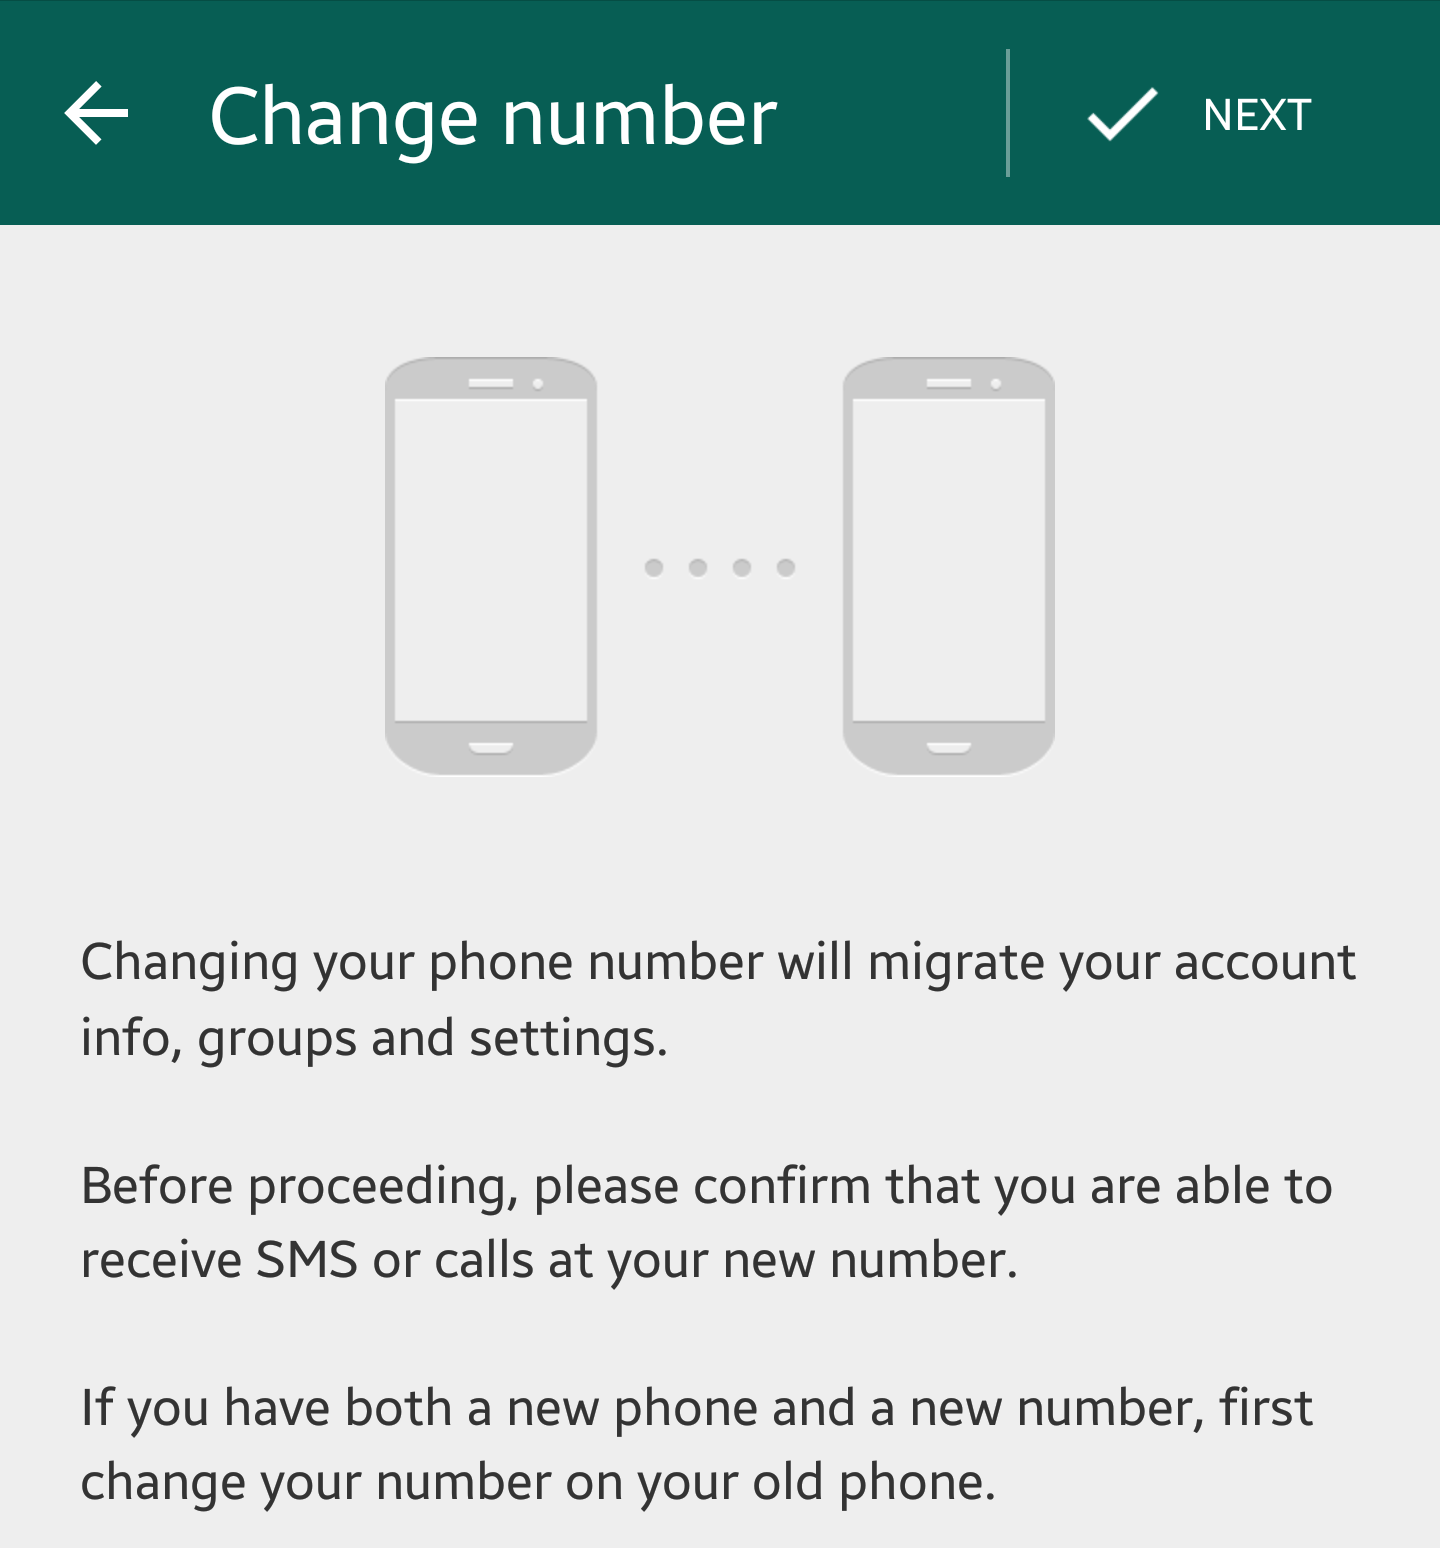 Change number
NEXT
Changing your phone number will migrate your account
info, groups and settings.
Before proceeding, please confirm that you are able to
receive SMS or calls at your new number.
If you have both a new phone and a new number, first
change your number on your old phone.